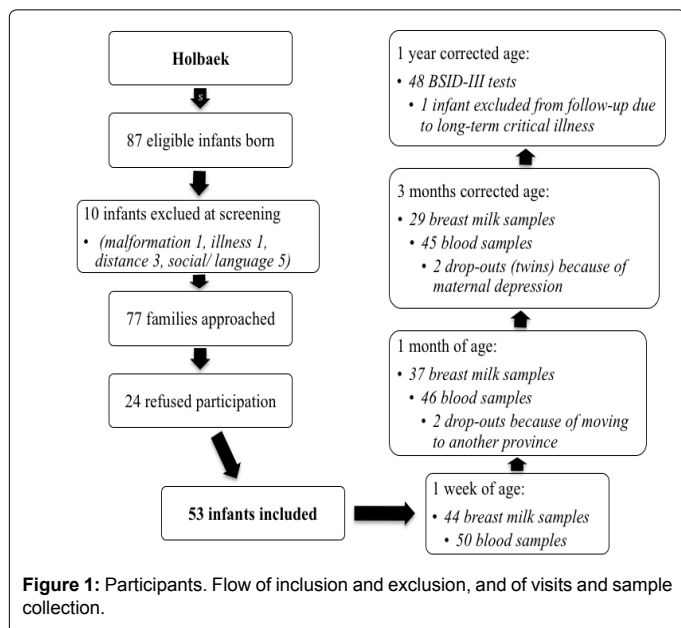 Holbaek
s
87 eligible infants born
10 infants exclued at screening
• (malformation 1, illness 1,
distance 3, social/ language 5)
77 families approached
24 refused participation
53 infants included
1 week of age:
• 44 breast milk samples
• 50 blood samples
1 month of age:
• 37 breast milk samples
• 46 blood samples
• 2 drop-outs because of moving
to another province
3 months corrected age:
• 29 breast milk samples
• 45 blood samples
• 2 drop-outs (twins) because of
maternal depression
1 year corrected age:
• 48 BSID-III tests
• 1 infant excluded from follow-up due
to long-term critical illness
Figure 1: Participants. Flow of inclusion and exclusion, and of visits and sample
collection.